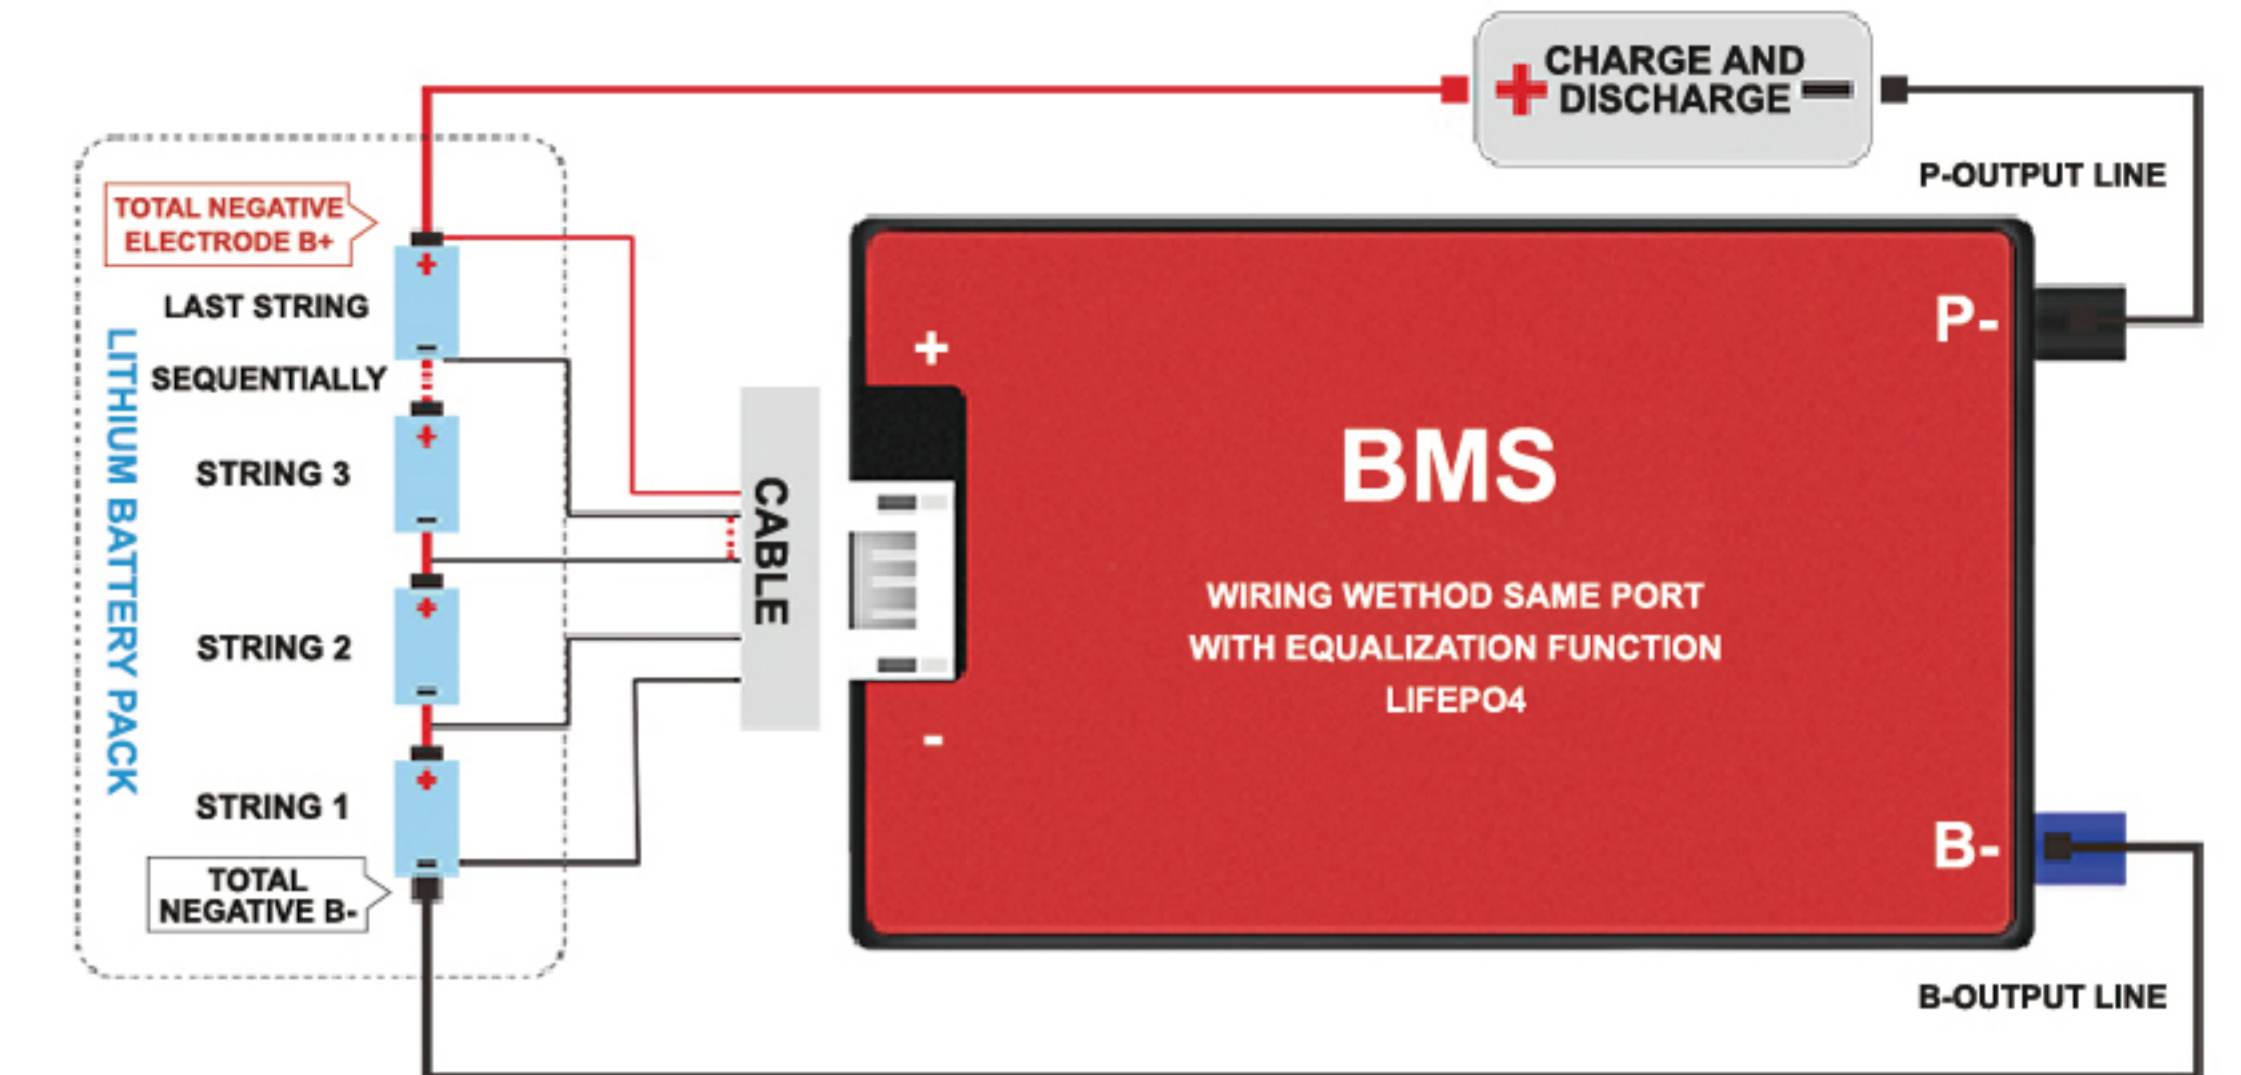 CHARGE AND
DISCHARGE
+
−
P-OUTPUT LINE
TOTAL NEGATIVE
ELECTRODE B+
+
LAST STRING
−
SEQUENTIALLY
+
STRING 3
−
+
STRING 2
−
+
STRING 1
−
TOTAL
NEGATIVE B-
LITHIUM BATTERY PACK
CABLE
+
-
BMS
WIRING WETHOD SAME PORT
WITH EQUALIZATION FUNCTION
LIFEPO4
P-
B-
B-OUTPUT LINE